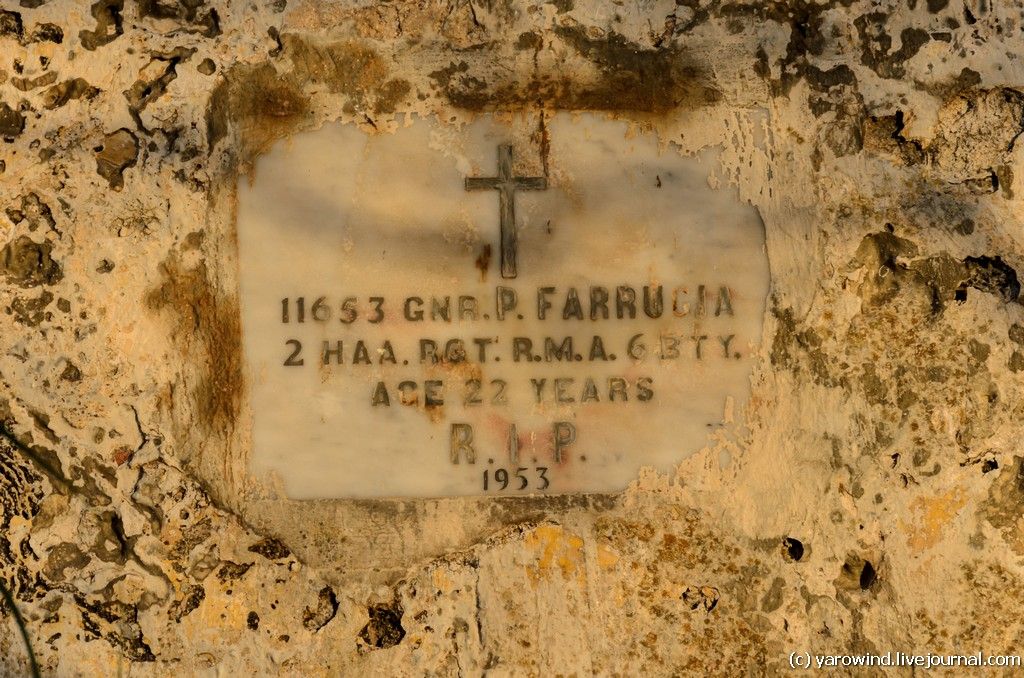 11653 GNR. P. FARRUGIA
2 HAA. RGT. R.M.A. 6 BTY.
AGE 22 YEARS
R.I.P.
1953
(c) yarowind.livejournal.com